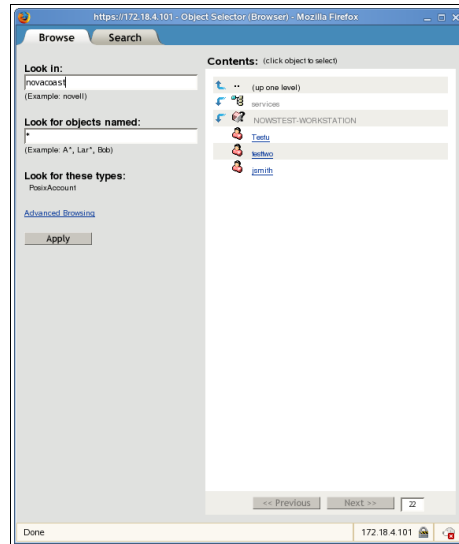 https://172.18.4.101 - Object Selector (Browser) - Mozilla Firefox
Browse Search
Look in:
novacoast
(Example: novell)
Look for objects named:
*
(Example: A*, Lar*, Bob)
Look for these types:
PosixAccount
Advanced Browsing
Apply
Contents: (click object to select)
.. (up one level)
services
NOWSTEST-WORKSTATION
Testu
testtwo
jsmith
<< Previous Next >> 22
Done 172.18.4.101